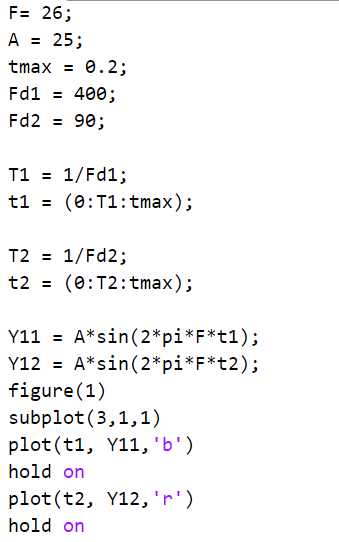 F= 26;
A = 25;
tmax = 0.2;
Fd1 = 400;
Fd2 = 90;
T1 = 1/Fd1;
t1 = (0:T1:tmax);
T2 = 1/Fd2;
t2 = (0:T2:tmax);
Y11 = A*sin(2*pi*F*t1);
Y12 = A*sin(2*pi*F*t2);
figure(1)
subplot(3,1,1)
plot(t1, Y11,'b')
hold on
plot(t2, Y12,'r')
hold on